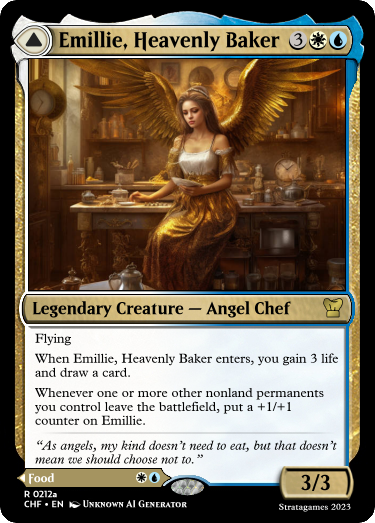 Emillie, Heavenly Baker 3
Legendary Creature — Angel Chef
Flying
When Emillie, Heavenly Baker enters, you gain 3 life
and draw a card.
Whenever one or more other nonland permanents
you control leave the battlefield, put a +1/+1
counter on Emillie.
“As angels, my kind doesn’t need to eat, but that doesn’t
mean we should choose not to.”
Food
3/3
R 0212a
CHF • EN Unknown AI Generator
Stratagames 2023